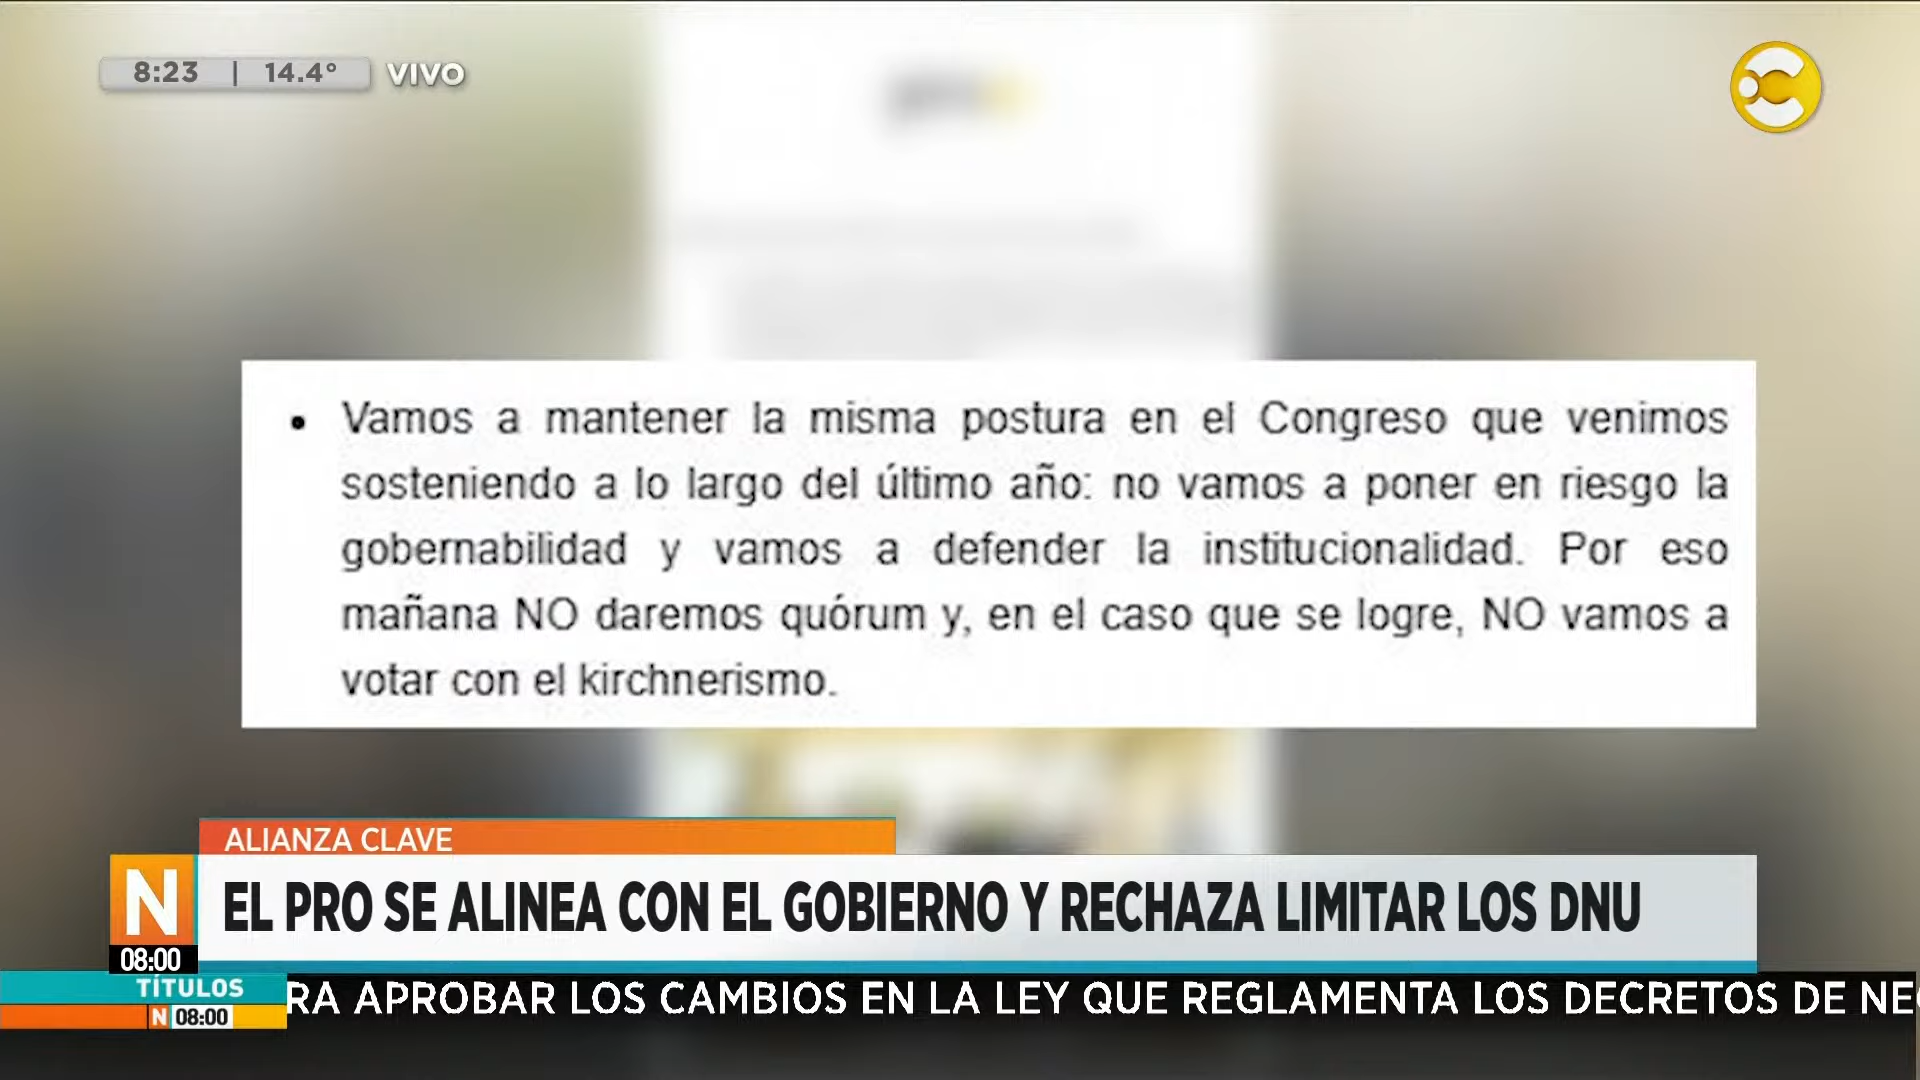 8:23 | 14.4° VIVO
• Vamos a mantener la misma postura en el Congreso que venimos
sosteniendo a lo largo del último año: no vamos a poner en riesgo la
gobernabilidad y vamos a defender la institucionalidad. Por eso
mañana NO daremos quórum y, en el caso que se logre, NO vamos a
votar con el kirchnerismo.
ALIANZA CLAVE
N
EL PRO SE ALINEA CON EL GOBIERNO Y RECHAZA LIMITAR LOS DNU
08:00
TÍTULOS
RA APROBAR LOS CAMBIOS EN LA LEY QUE REGLAMENTA LOS DECRETOS DE NE
N 08:00